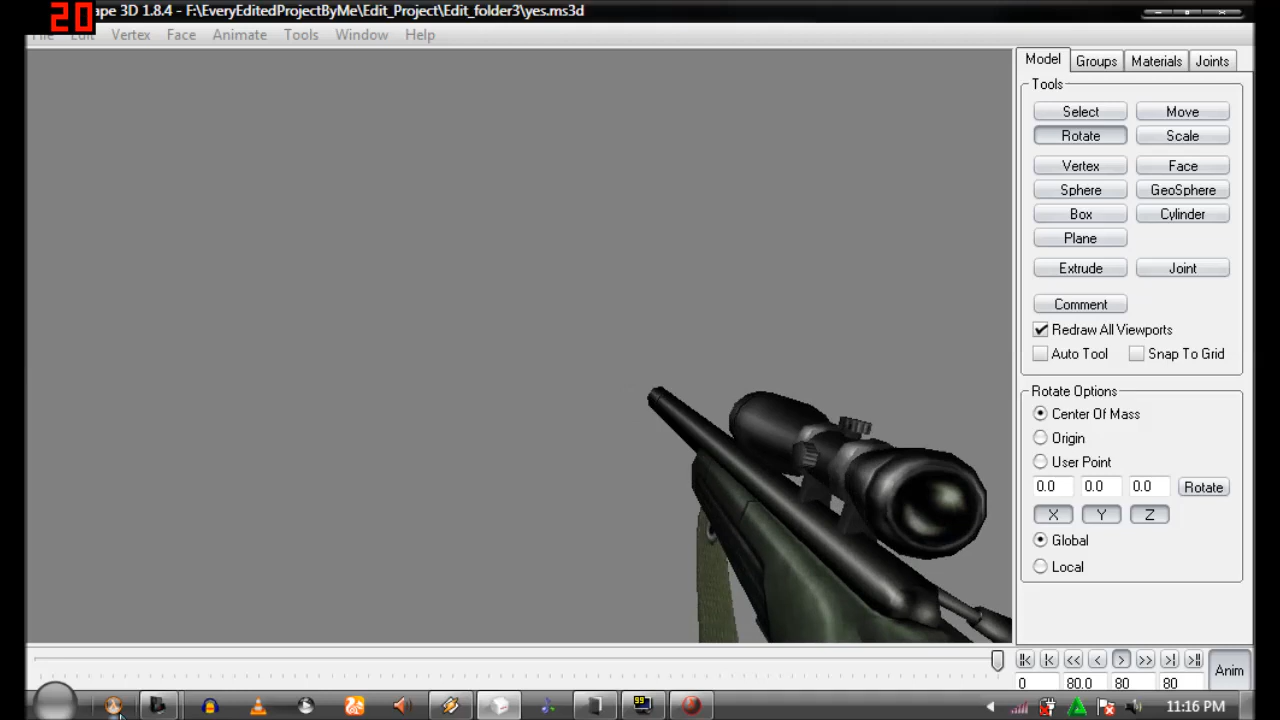 20
ape 3D 1.8.4 - F:\EveryEditedProjectByMe\Edit_Project\Edit_folder3\yes.ms3d
File Edit Vertex Face Animate Tools Window Help
Model Groups Materials Joints
Tools
Select Move
Rotate Scale
Vertex Face
Sphere GeoSphere
Box Cylinder
Plane
Extrude Joint
Comment
Redraw All Viewports
Auto Tool Snap To Grid
Rotate Options
Center Of Mass
Origin
User Point
0.0 0.0 0.0 Rotate
X Y Z
Global
Local
Anim
0 80.0 80 80
99
11:16 PM